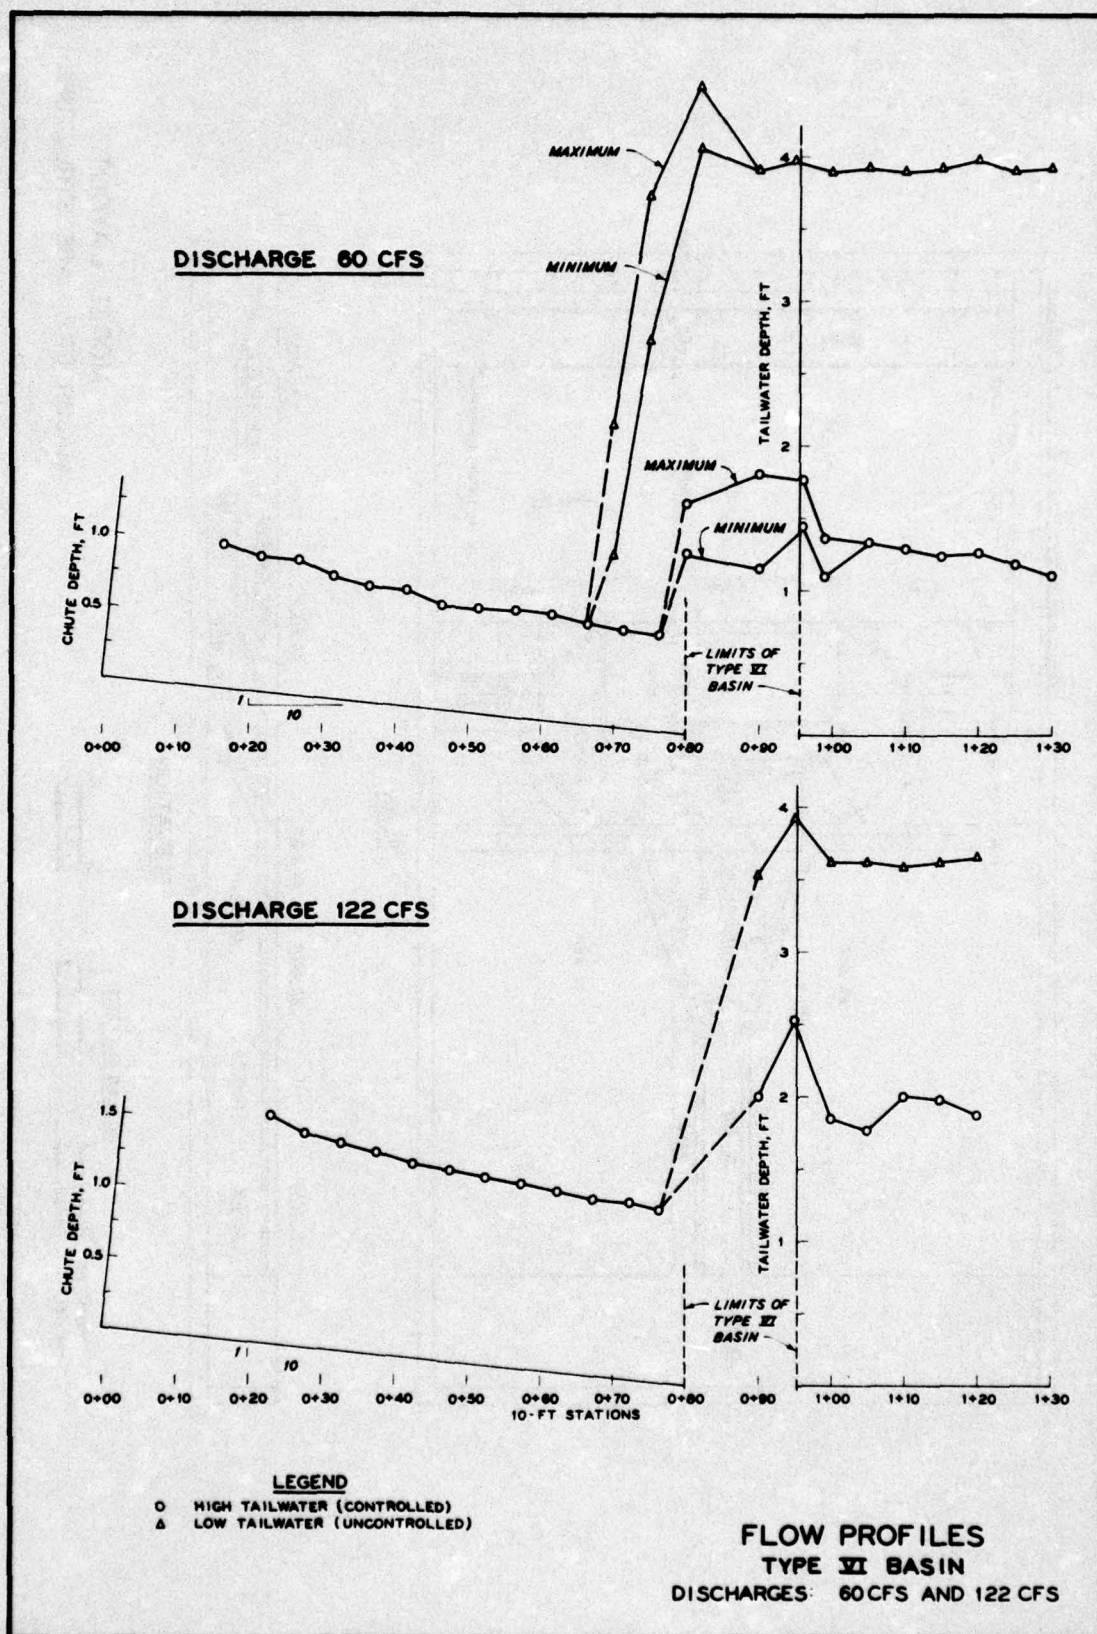 MAXIMUM
4
DISCHARGE 60 CFS
MINIMUM
3
TAILWATER DEPTH, FT
2
MAXIMUM
MINIMUM
1
CHUTE DEPTH, FT
1.0
0.5
LIMITS OF
TYPE VI
BASIN
1
10
0+00 0+10 0+20 0+30 0+40 0+50 0+60 0+70 0+80 0+90 1+00 1+10 1+20 1+30
4
DISCHARGE 122 CFS
3
2
TAILWATER DEPTH, FT
1
CHUTE DEPTH, FT
1.5
1.0
0.5
LIMITS OF
TYPE VI
BASIN
1
10
0+00 0+10 0+20 0+30 0+40 0+50 0+60 0+70 0+80 0+90 1+00 1+10 1+20 1+30
10-FT STATIONS
LEGEND
O HIGH TAILWATER (CONTROLLED)
Δ LOW TAILWATER (UNCONTROLLED)
FLOW PROFILES
TYPE VI BASIN
DISCHARGES: 60 CFS AND 122 CFS